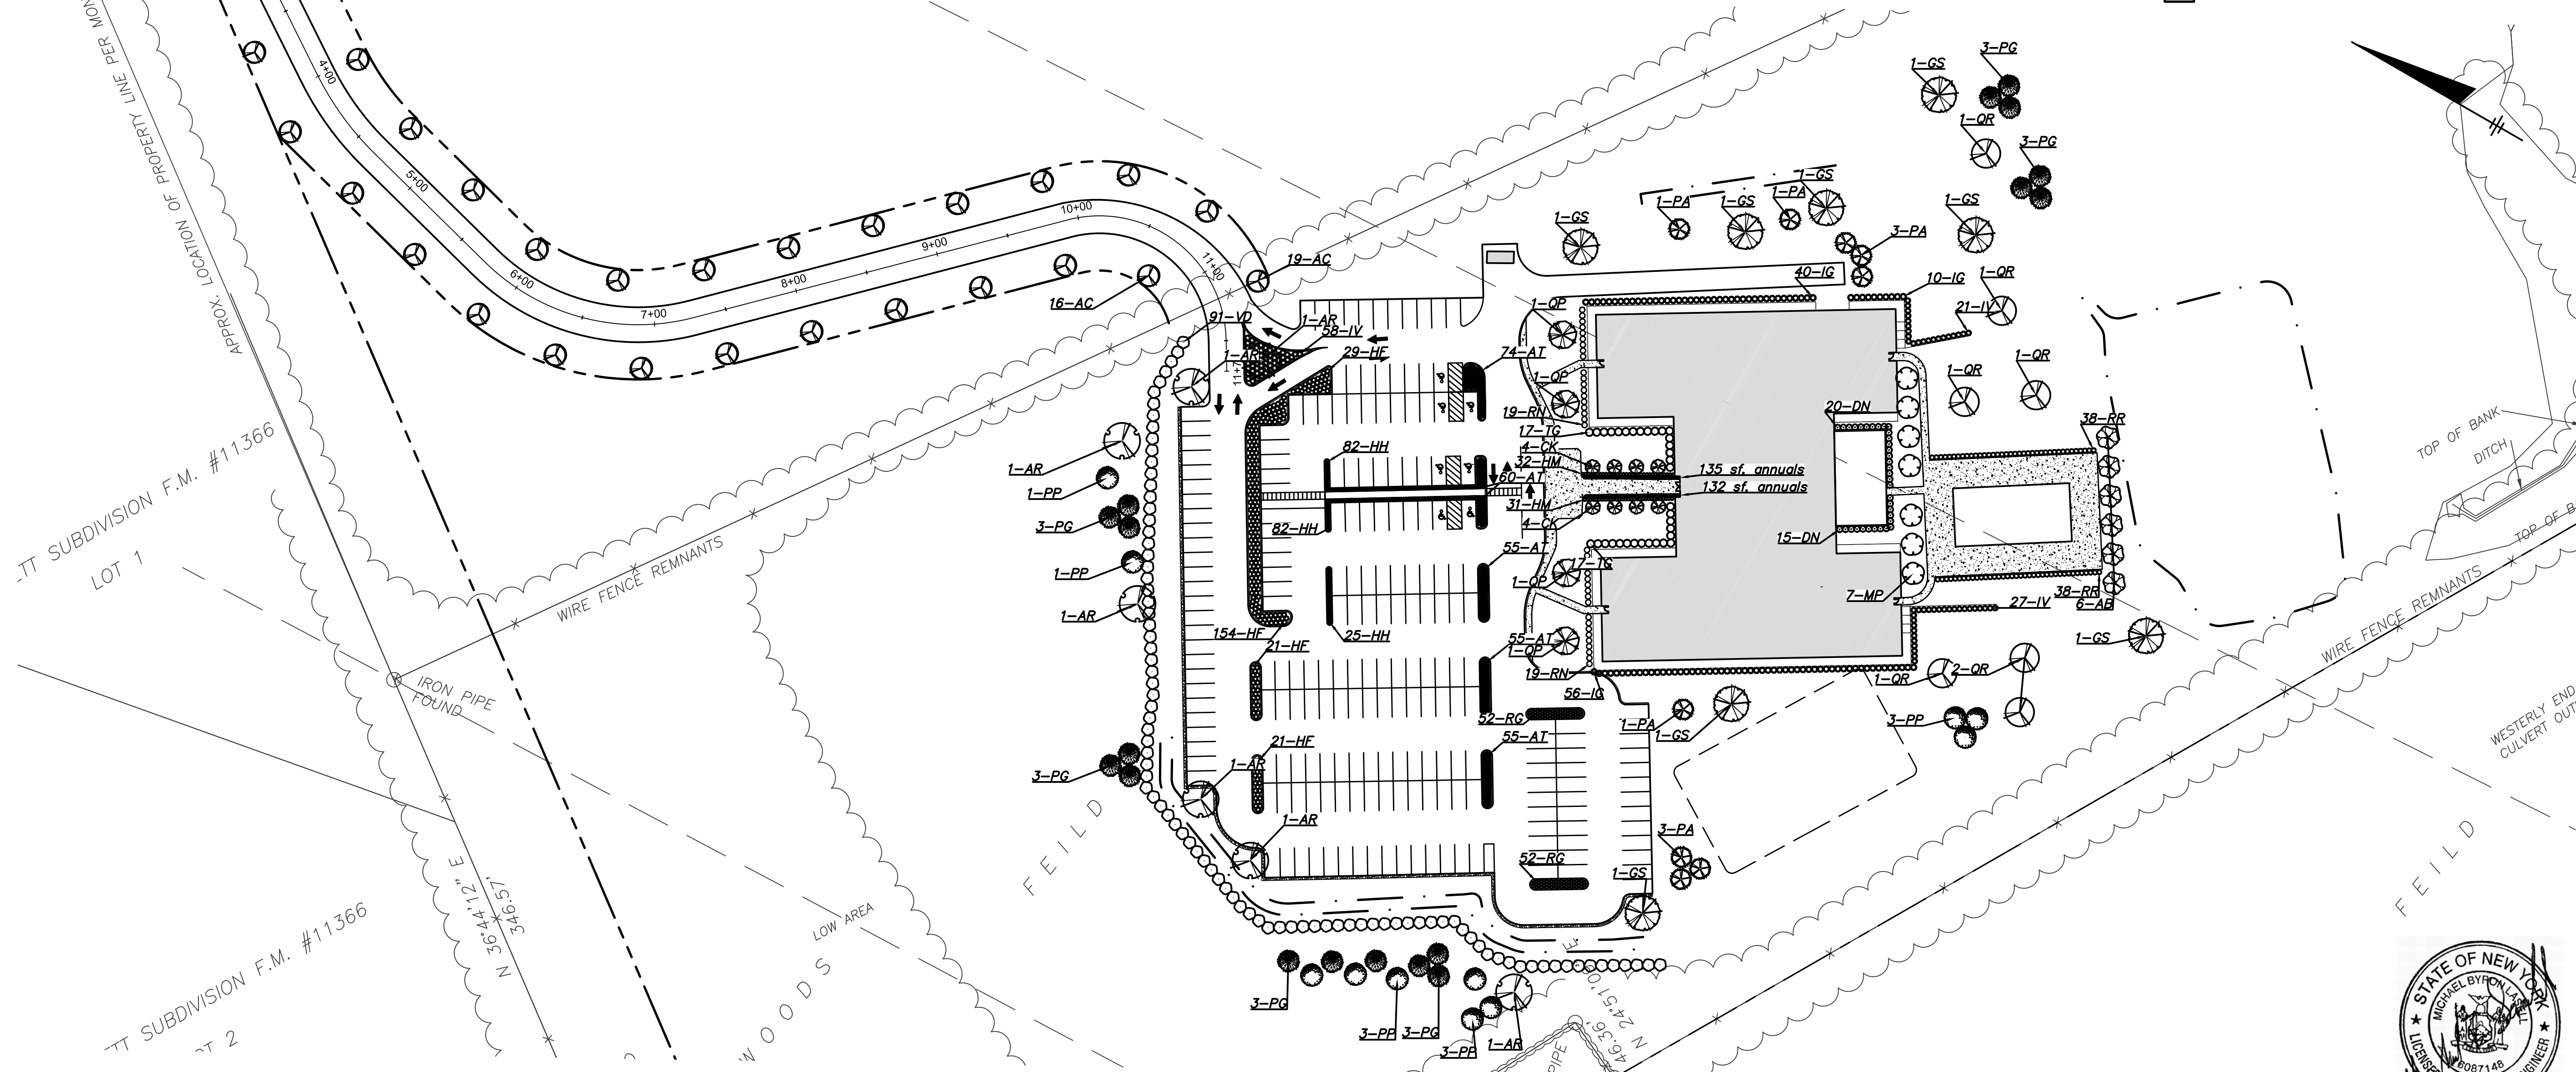 APPROX. LOCATION OF PROPERTY LINE PER MON
4+00
5+00
6+00
7+00
8+00
9+00
10+00
11+00
19-AC
16-AC
TT SUBDIVISION F.M. #11366
LOT 1
WIRE FENCE REMNANTS
IRON PIPE
FOUND
N 36°44'12" E
346.57'
TT SUBDIVISION F.M. #11366
OT 2
LOW AREA
WOODS
FEILD
91-VD
1-AR
58-IV
1-AR
29-HF
74-AT
1-AR
1-PP
3-PG
1-PP
1-AR
3-PG
82-HH
82-HH
60-AT
55-AT
154-HF
21-HF
25-HH
55-AT
21-HF
1-AR
55-AT
1-AR
52-RG
52-RG
1-GS
3-PG
3-PP
3-PG
3-PP
1-AR
1-QP
1-QP
19-RN
17-TG
4-CK
32-HM
135 sf. annuals
132 sf. annuals
31-HM
4-CK
17-TG
1-QP
1-QP
19-RN
56-IG
1-PA
1-GS
3-PA
1-GS
1-PA
1-GS
1-PA
1-GS
3-PA
40-IG
10-IG
21-IV
1-GS
3-PG
1-QR
3-PG
1-GS
1-QR
1-QR
1-QR
20-DN
15-DN
7-MP
38-RR
38-RR
6-AB
27-IV
1-GS
1-QR
2-QR
3-PP
TOP OF BANK
DITCH
TOP OF B
WIRE FENCE REMNANTS
WESTERLY END
CULVERT OUT
FEILD
N 24°51'0
46.36'
PIPE
STATE OF NEW YORK
MICHAEL BYRON LA
087148